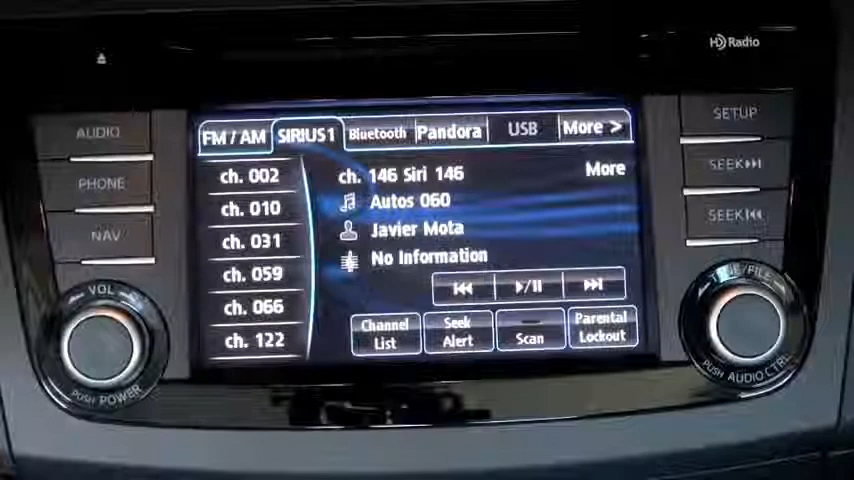 HD Radio
AUDIO
PHONE
NAV
VOL
PUSH POWER
FM / AM
SIRIUS1
Bluetooth
Pandora
USB
More >
ch. 002
ch. 010
ch. 031
ch. 059
ch. 066
ch. 122
ch. 146 Siri 146
More
Autos 060
Javier Mota
No Information
Channel
List
Seek
Alert
Scan
Parental
Lockout
SETUP
SEEK
SEEK
TUNE/FILE
PUSH AUDIO CTRL